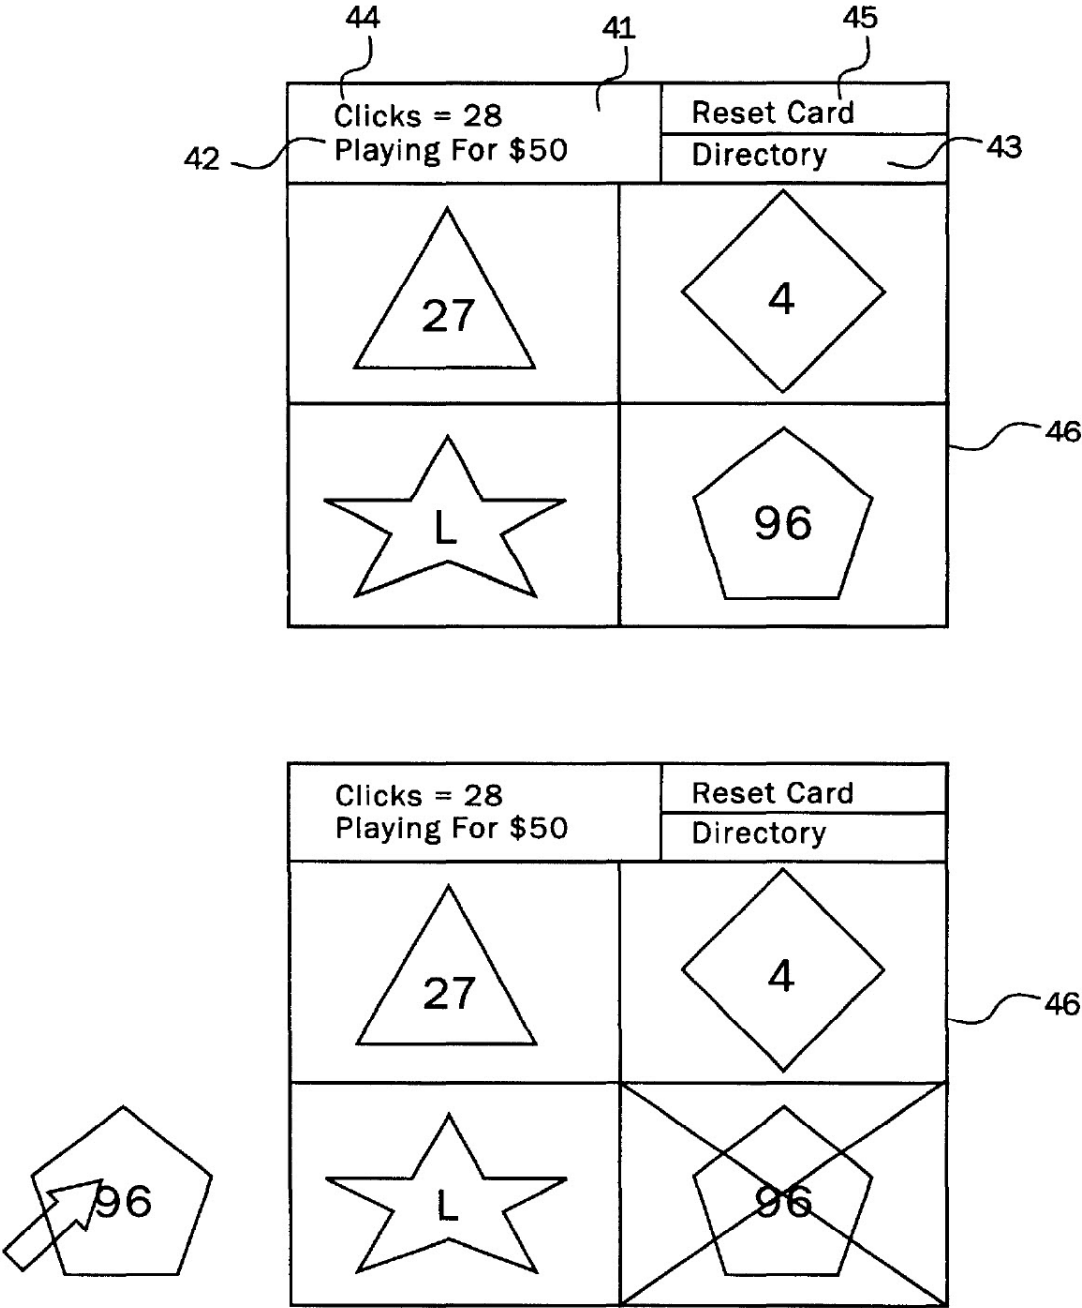 44
41
45
Clicks = 28
Reset Card
42
Playing For $50
Directory
43
27
4
46
L
96
Clicks = 28
Reset Card
Playing For $50
Directory
27
4
46
96
L
96